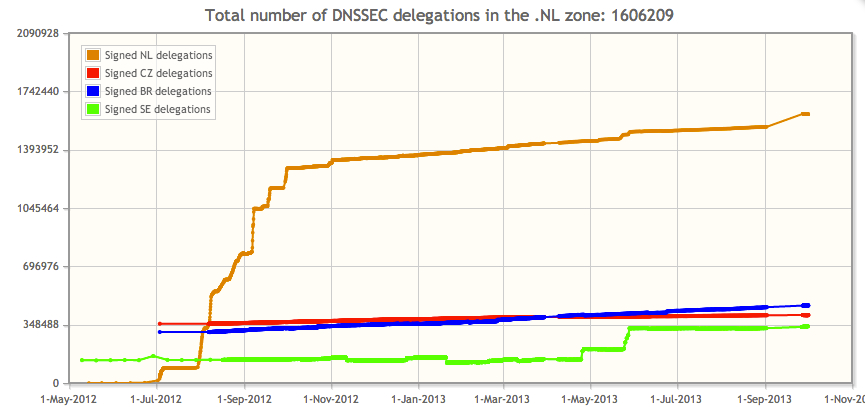 Total number of DNSSEC delegations in the .NL zone: 1606209
2090928
Signed NL delegations
Signed CZ delegations
Signed BR delegations
Signed SE delegations
1742440
1393952
1045464
696976
348488
0
1-May-2012 1-Jul-2012 1-Sep-2012 1-Nov-2012 1-Jan-2013 1-Mar-2013 1-May-2013 1-Jul-2013 1-Sep-2013 1-Nov-2